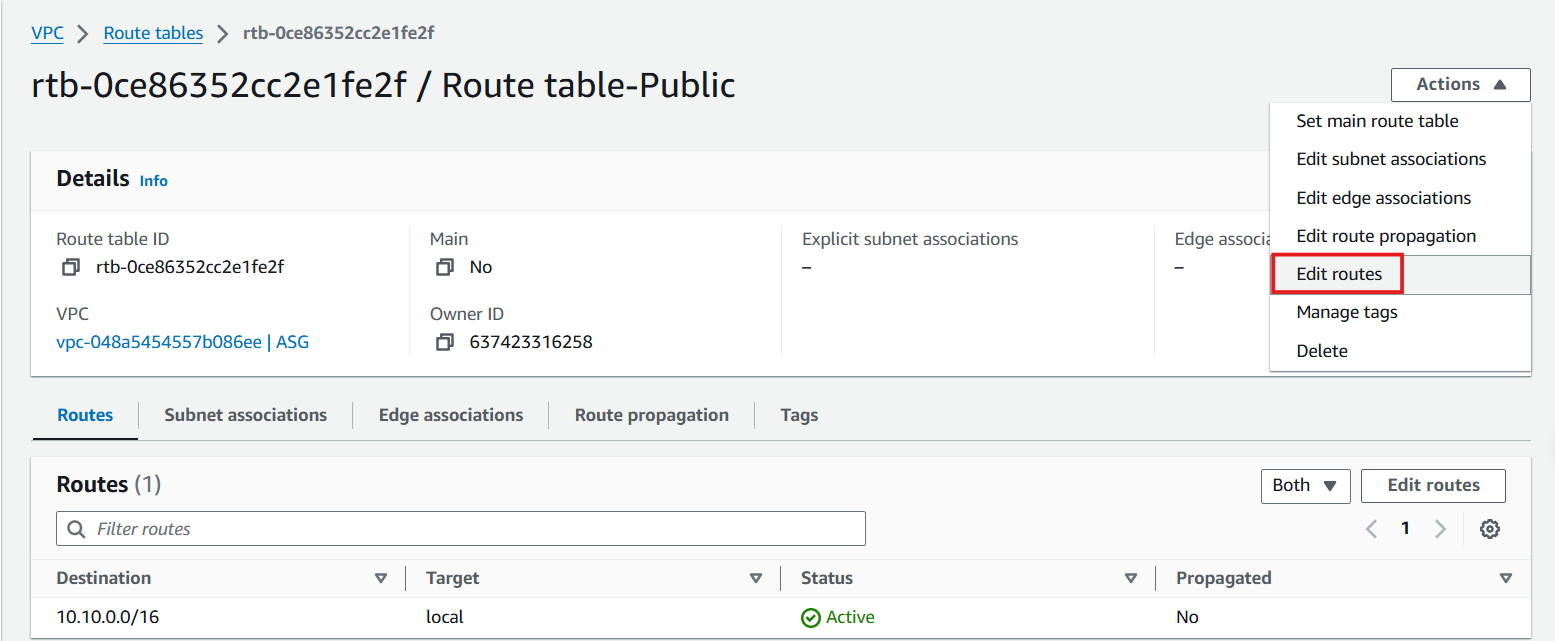 VPC > Route tables > rtb-0ce86352cc2e1fe2f
rtb-0ce86352cc2e1fe2f / Route table-Public
Actions
Set main route table
Edit subnet associations
Edit edge associations
Edit route propagation
Edit routes
Manage tags
Delete
Details Info
Route table ID
rtb-0ce86352cc2e1fe2f
Main
No
Explicit subnet associations
–
Edge associa
–
VPC
vpc-048a5454557b086ee | ASG
Owner ID
637423316258
Routes Subnet associations Edge associations Route propagation Tags
Routes (1)
Both Edit routes
Filter routes
1
Destination Target Status Propagated
10.10.0.0/16 local Active No